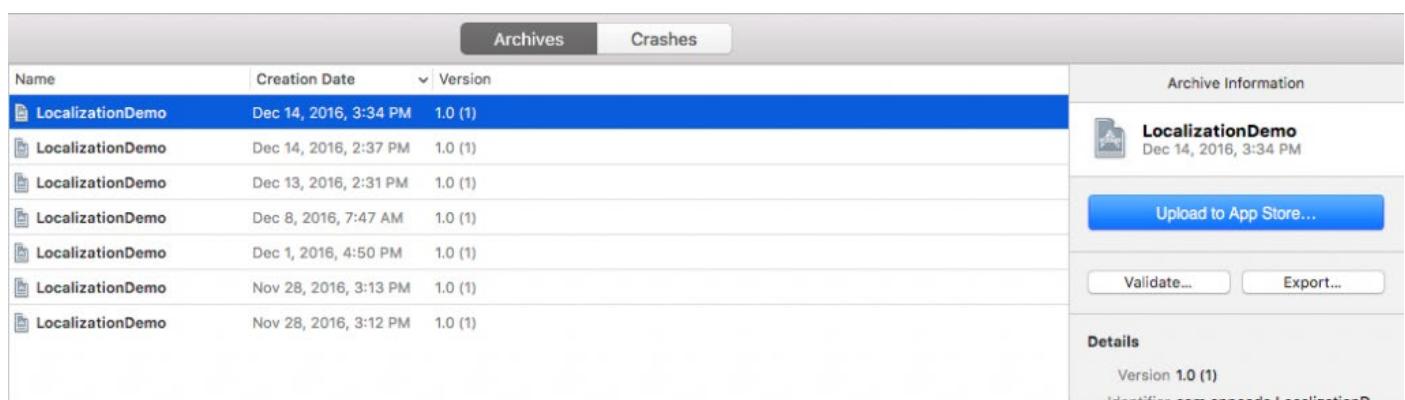 Archives Crashes
Name Creation Date Version
LocalizationDemo Dec 14, 2016, 3:34 PM 1.0 (1)
LocalizationDemo Dec 14, 2016, 2:37 PM 1.0 (1)
LocalizationDemo Dec 13, 2016, 2:31 PM 1.0 (1)
LocalizationDemo Dec 8, 2016, 7:47 AM 1.0 (1)
LocalizationDemo Dec 1, 2016, 4:50 PM 1.0 (1)
LocalizationDemo Nov 28, 2016, 3:13 PM 1.0 (1)
LocalizationDemo Nov 28, 2016, 3:12 PM 1.0 (1)
Archive Information
LocalizationDemo
Dec 14, 2016, 3:34 PM
Upload to App Store...
Validate... Export...
Details
Version 1.0 (1)